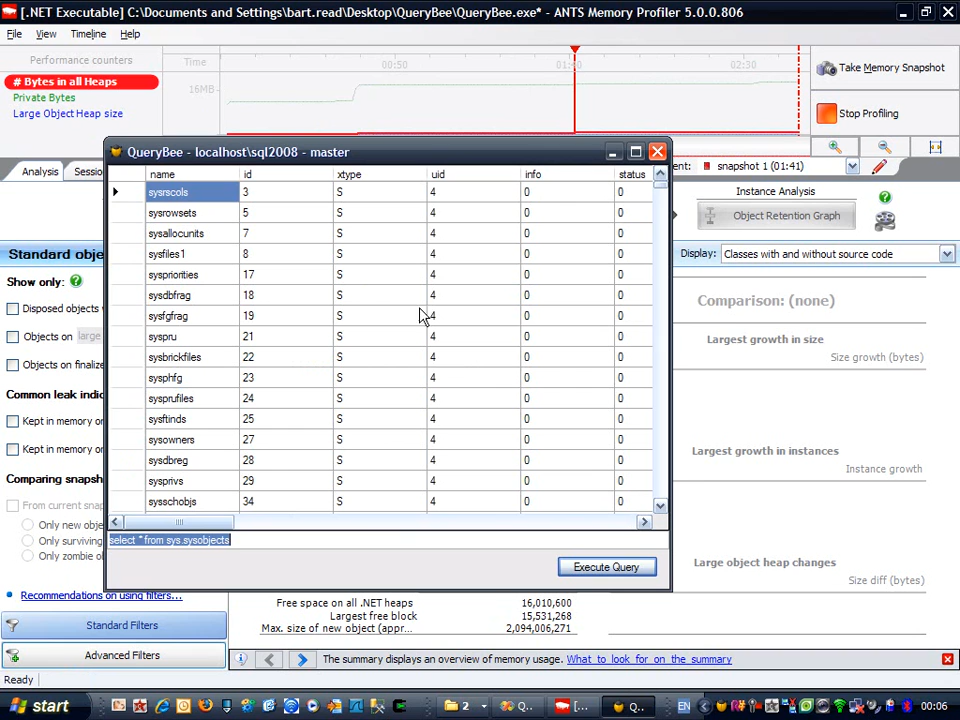 [.NET Executable] C:\Documents and Settings\bart.read\Desktop\QueryBee\QueryBee.exe* - ANTS Memory Profiler 5.0.0.806
File View Timeline Help
Performance counters
# Bytes in all Heaps
Private Bytes
Large Object Heap size
Time 00:50 01:40 02:30
16MB
Take Memory Snapshot
Stop Profiling
Analysis Sessio
snapshot 1 (01:41)
QueryBee - localhost\sql2008 - master
name id xtype uid info status
sysrscols 3 S 4 0 0
sysrowsets 5 S 4 0 0
sysallocunits 7 S 4 0 0
sysfiles1 8 S 4 0 0
syspriorities 17 S 4 0 0
sysdbfrag 18 S 4 0 0
sysfgfrag 19 S 4 0 0
syspru 21 S 4 0 0
sysbrickfiles 22 S 4 0 0
sysphfg 23 S 4 0 0
sysprufiles 24 S 4 0 0
sysftinds 25 S 4 0 0
sysowners 27 S 4 0 0
sysdbreg 28 S 4 0 0
sysprivs 29 S 4 0 0
sysschobjs 34 S 4 0 0
select * from sys.sysobjects
Execute Query
Instance Analysis
Object Retention Graph
Standard obje
Display: Classes with and without source code
Show only:
Disposed objects
Objects on large
Objects on finalize
Common leak indic
Kept in memory or
Kept in memory or
Comparing snapsh
From current snap
Only new obje
Only surviving
Only zombie o
Recommendations on using filters...
Standard Filters
Advanced Filters
Comparison: (none)
Largest growth in size
Size growth (bytes)
Largest growth in instances
Instance growth
Large object heap changes
Size diff (bytes)
Free space on all .NET heaps 16,010,600
Largest free block 15,531,268
Max. size of new object (appr... 2,094,006,271
The summary displays an overview of memory usage. What to look for on the summary
Ready
start
2
Q..
[...
Q..
EN
00:06